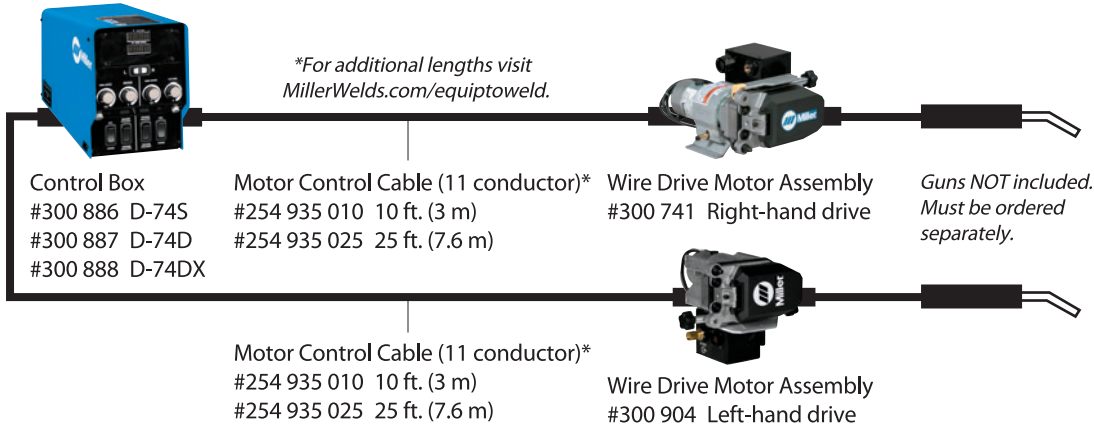 Miller
*For additional lengths visit
MillerWelds.com/equiptoweld.
Miller
Control Box
#300 886 D-74S
#300 887 D-74D
#300 888 D-74DX
Motor Control Cable (11 conductor)*
#254 935 010 10 ft. (3 m)
#254 935 025 25 ft. (7.6 m)
Wire Drive Motor Assembly
#300 741 Right-hand drive
Guns NOT included.
Must be ordered
separately.
Miller
Motor Control Cable (11 conductor)*
#254 935 010 10 ft. (3 m)
#254 935 025 25 ft. (7.6 m)
Wire Drive Motor Assembly
#300 904 Left-hand drive